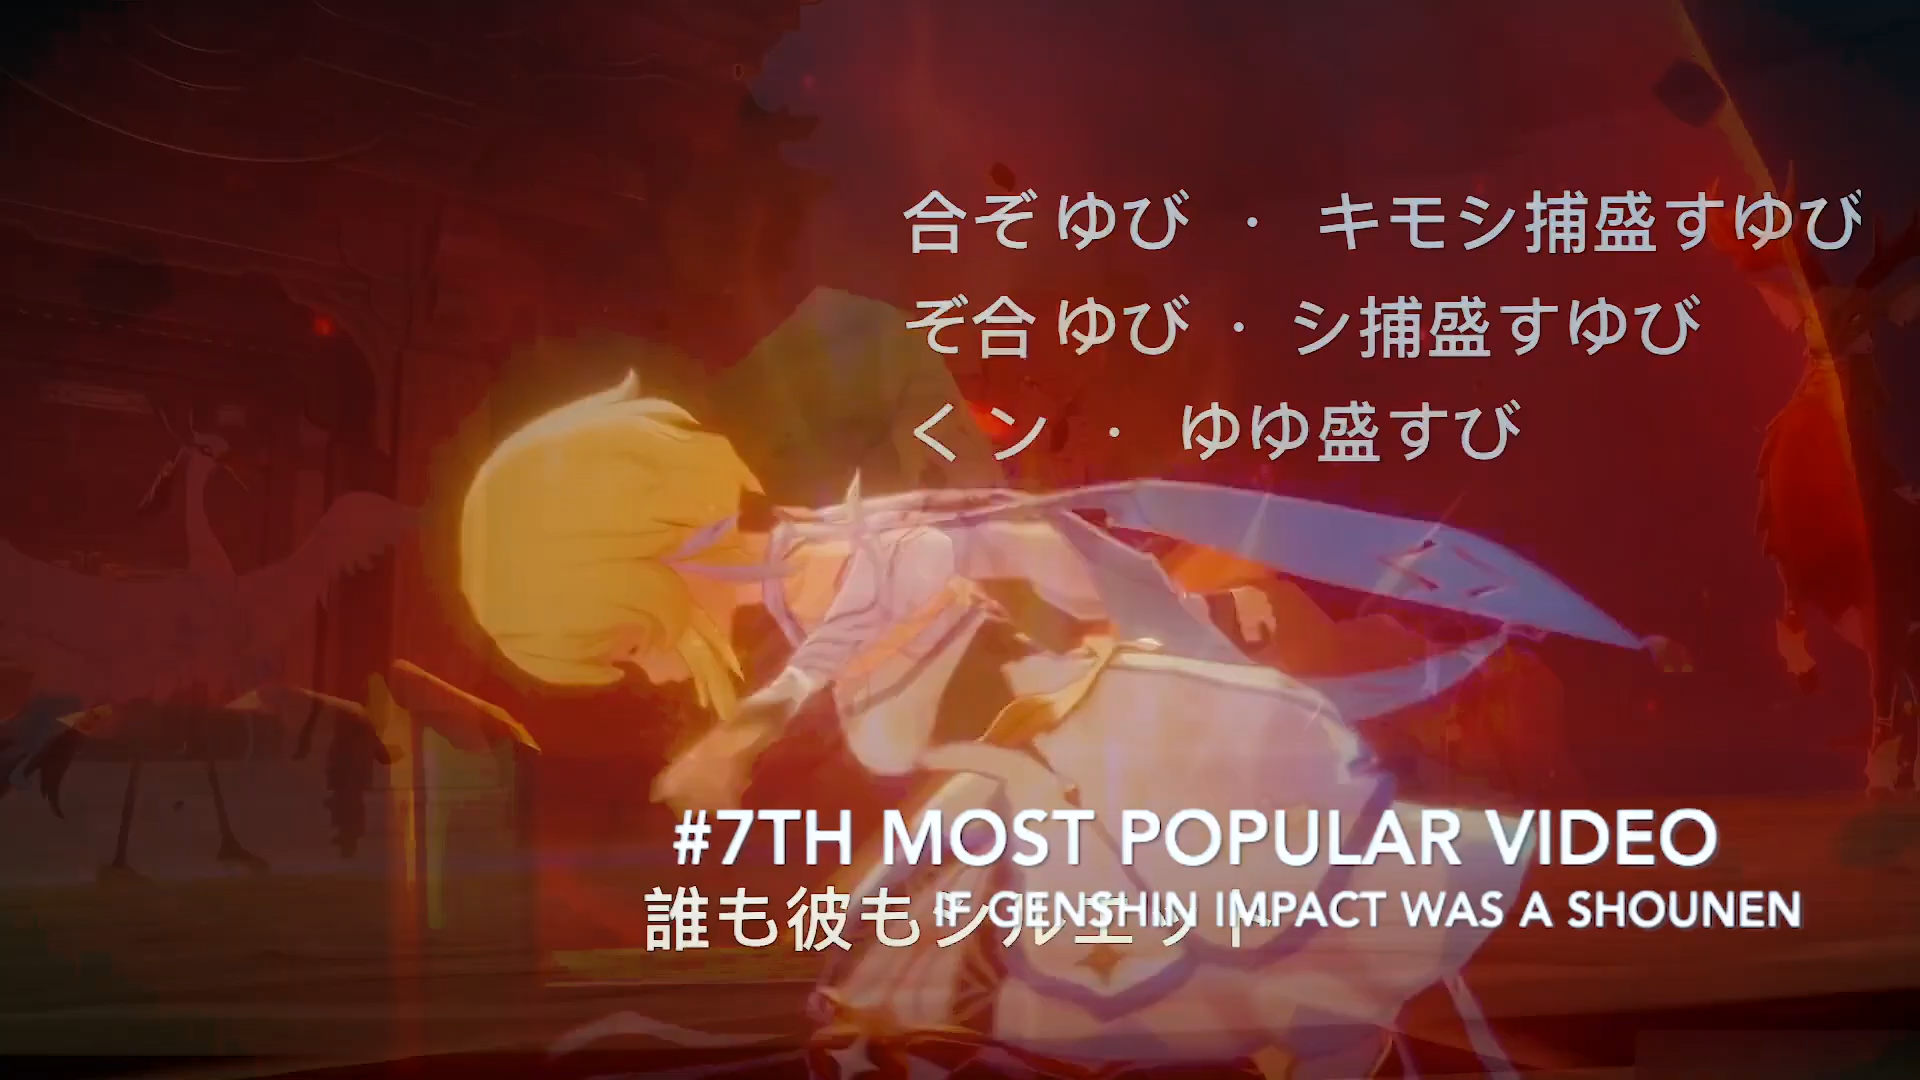 合ぞゆび · キモシ捕盛すゆび
ぞ合ゆび · シ捕盛すゆび
くン · ゆゆ盛すび
#7TH MOST POPULAR VIDEO
IF GENSHIN IMPACT WAS A SHOUNEN
誰も彼もシルエット